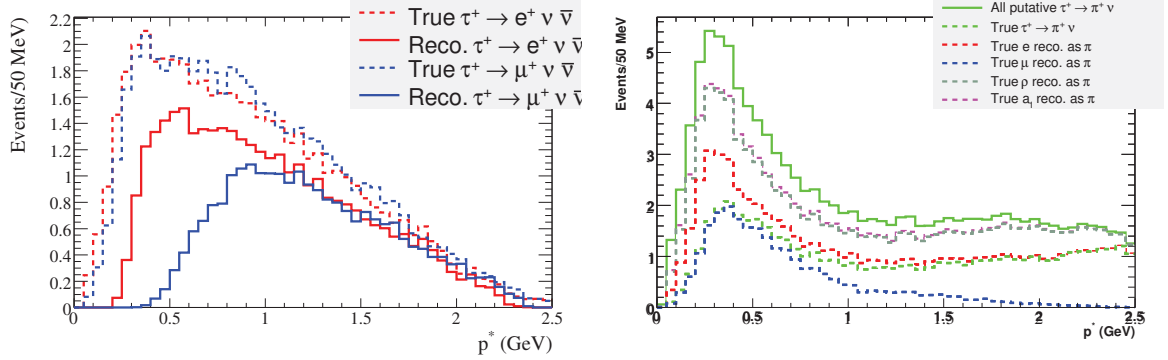 True τ⁺ → e⁺ ν ν̄
Reco. τ⁺ → e⁺ ν ν̄
True τ⁺ → μ⁺ ν ν̄
Reco. τ⁺ → μ⁺ ν ν̄
Events/50 MeV
2.2
2
1.8
1.6
1.4
1.2
1
0.8
0.6
0.4
0.2
0
0 0.5 1 1.5 2 2.5
p* (GeV)
All putative τ⁺ → π⁺ ν
True τ⁺ → π⁺ ν
True e reco. as π
True μ reco. as π
True ρ reco. as π
True a₁ reco. as π
Events/50 MeV
5
4
3
2
1
0
0 0.5 1 1.5 2 2.5
p* (GeV)